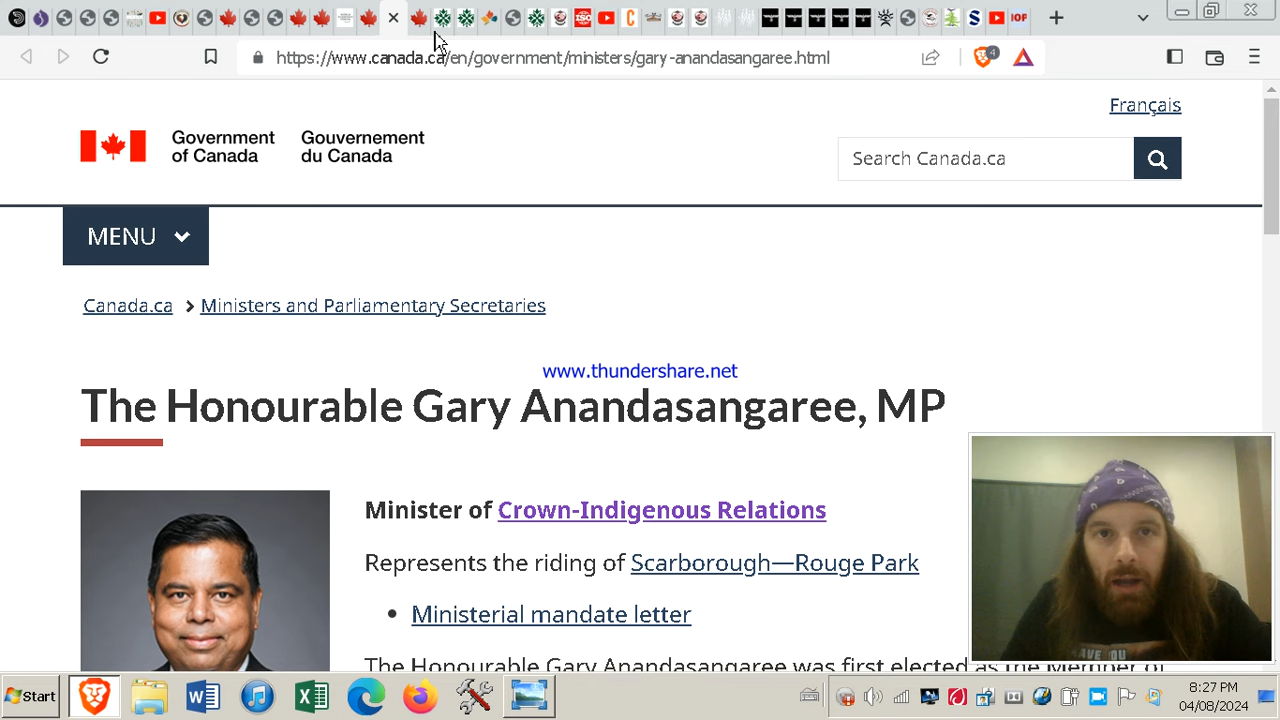 ISO
IOF
https://www.canada.ca/en/government/ministers/gary-anandasangaree.html
4
Français
Government of Canada
Gouvernement du Canada
Search Canada.ca
MENU
Canada.ca > Ministers and Parliamentary Secretaries
www.thundershare.net
The Honourable Gary Anandasangaree, MP
Minister of Crown-Indigenous Relations
Represents the riding of Scarborough—Rouge Park
• Ministerial mandate letter
The Honourable Gary Anandasangaree was first elected as the Member of
Start
8:27 PM
04/08/2024